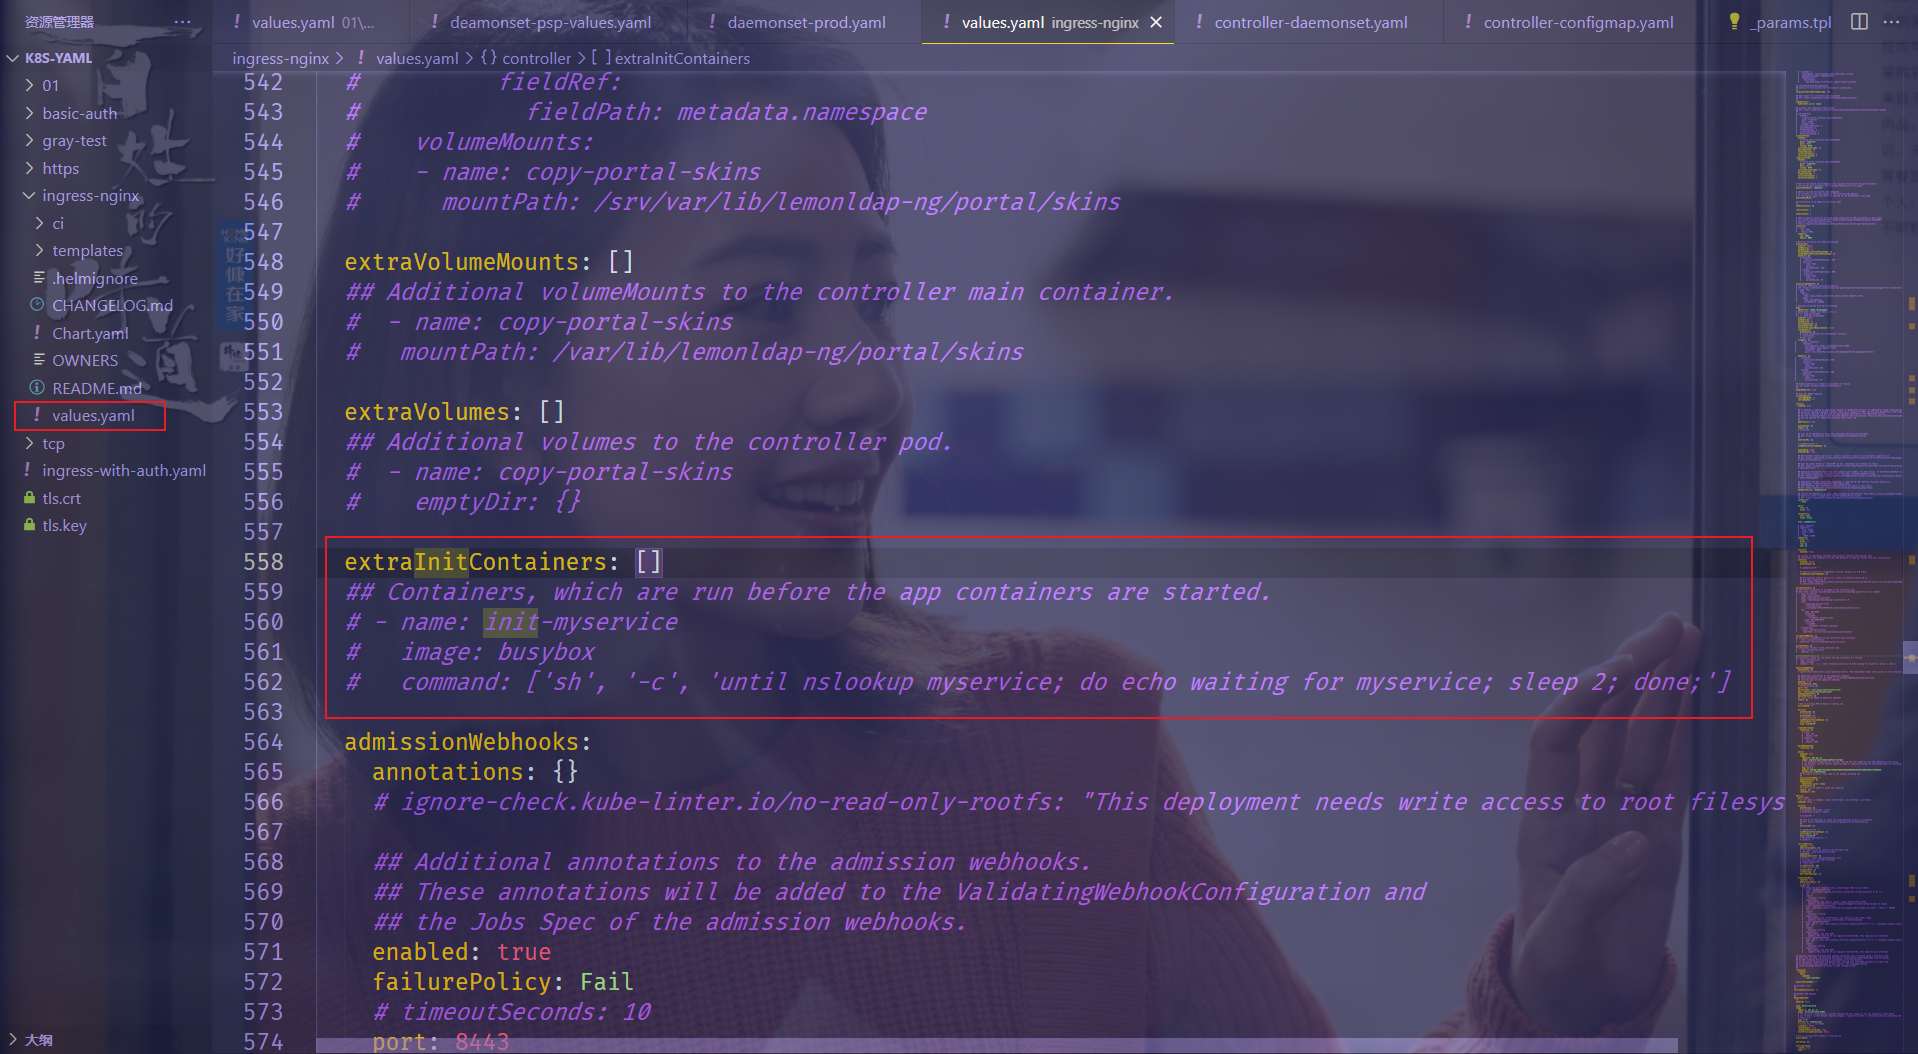 资源管理器
values.yaml 01\...
deamonset-psp-values.yaml
daemonset-prod.yaml
values.yaml ingress-nginx
controller-daemonset.yaml
controller-configmap.yaml
_params.tpl
K8S-YAML
01
basic-auth
gray-test
https
ingress-nginx
ci
templates
.helmignore
CHANGELOG.md
Chart.yaml
OWNERS
README.md
values.yaml
tcp
ingress-with-auth.yaml
tls.crt
tls.key
大纲
百姓的味道
好慷在家
ingress-nginx > ! values.yaml > {} controller > [ ] extraInitContainers
542 # fieldRef:
543 # fieldPath: metadata.namespace
544 # volumeMounts:
545 # - name: copy-portal-skins
546 # mountPath: /srv/var/lib/lemonldap-ng/portal/skins
547
548 extraVolumeMounts: []
549 ## Additional volumeMounts to the controller main container.
550 # - name: copy-portal-skins
551 # mountPath: /var/lib/lemonldap-ng/portal/skins
552
553 extraVolumes: []
554 ## Additional volumes to the controller pod.
555 # - name: copy-portal-skins
556 # emptyDir: {}
557
558 extraInitContainers: []
559 ## Containers, which are run before the app containers are started.
560 # - name: init-myservice
561 # image: busybox
562 # command: ['sh', '-c', 'until nslookup myservice; do echo waiting for myservice; sleep 2; done;']
563
564 admissionWebhooks:
565 annotations: {}
566 # ignore-check.kube-linter.io/no-read-only-rootfs: "This deployment needs write access to root filesys
567
568 ## Additional annotations to the admission webhooks.
569 ## These annotations will be added to the ValidatingWebhookConfiguration and
570 ## the Jobs Spec of the admission webhooks.
571 enabled: true
572 failurePolicy: Fail
573 # timeoutSeconds: 10
574 port: 8443